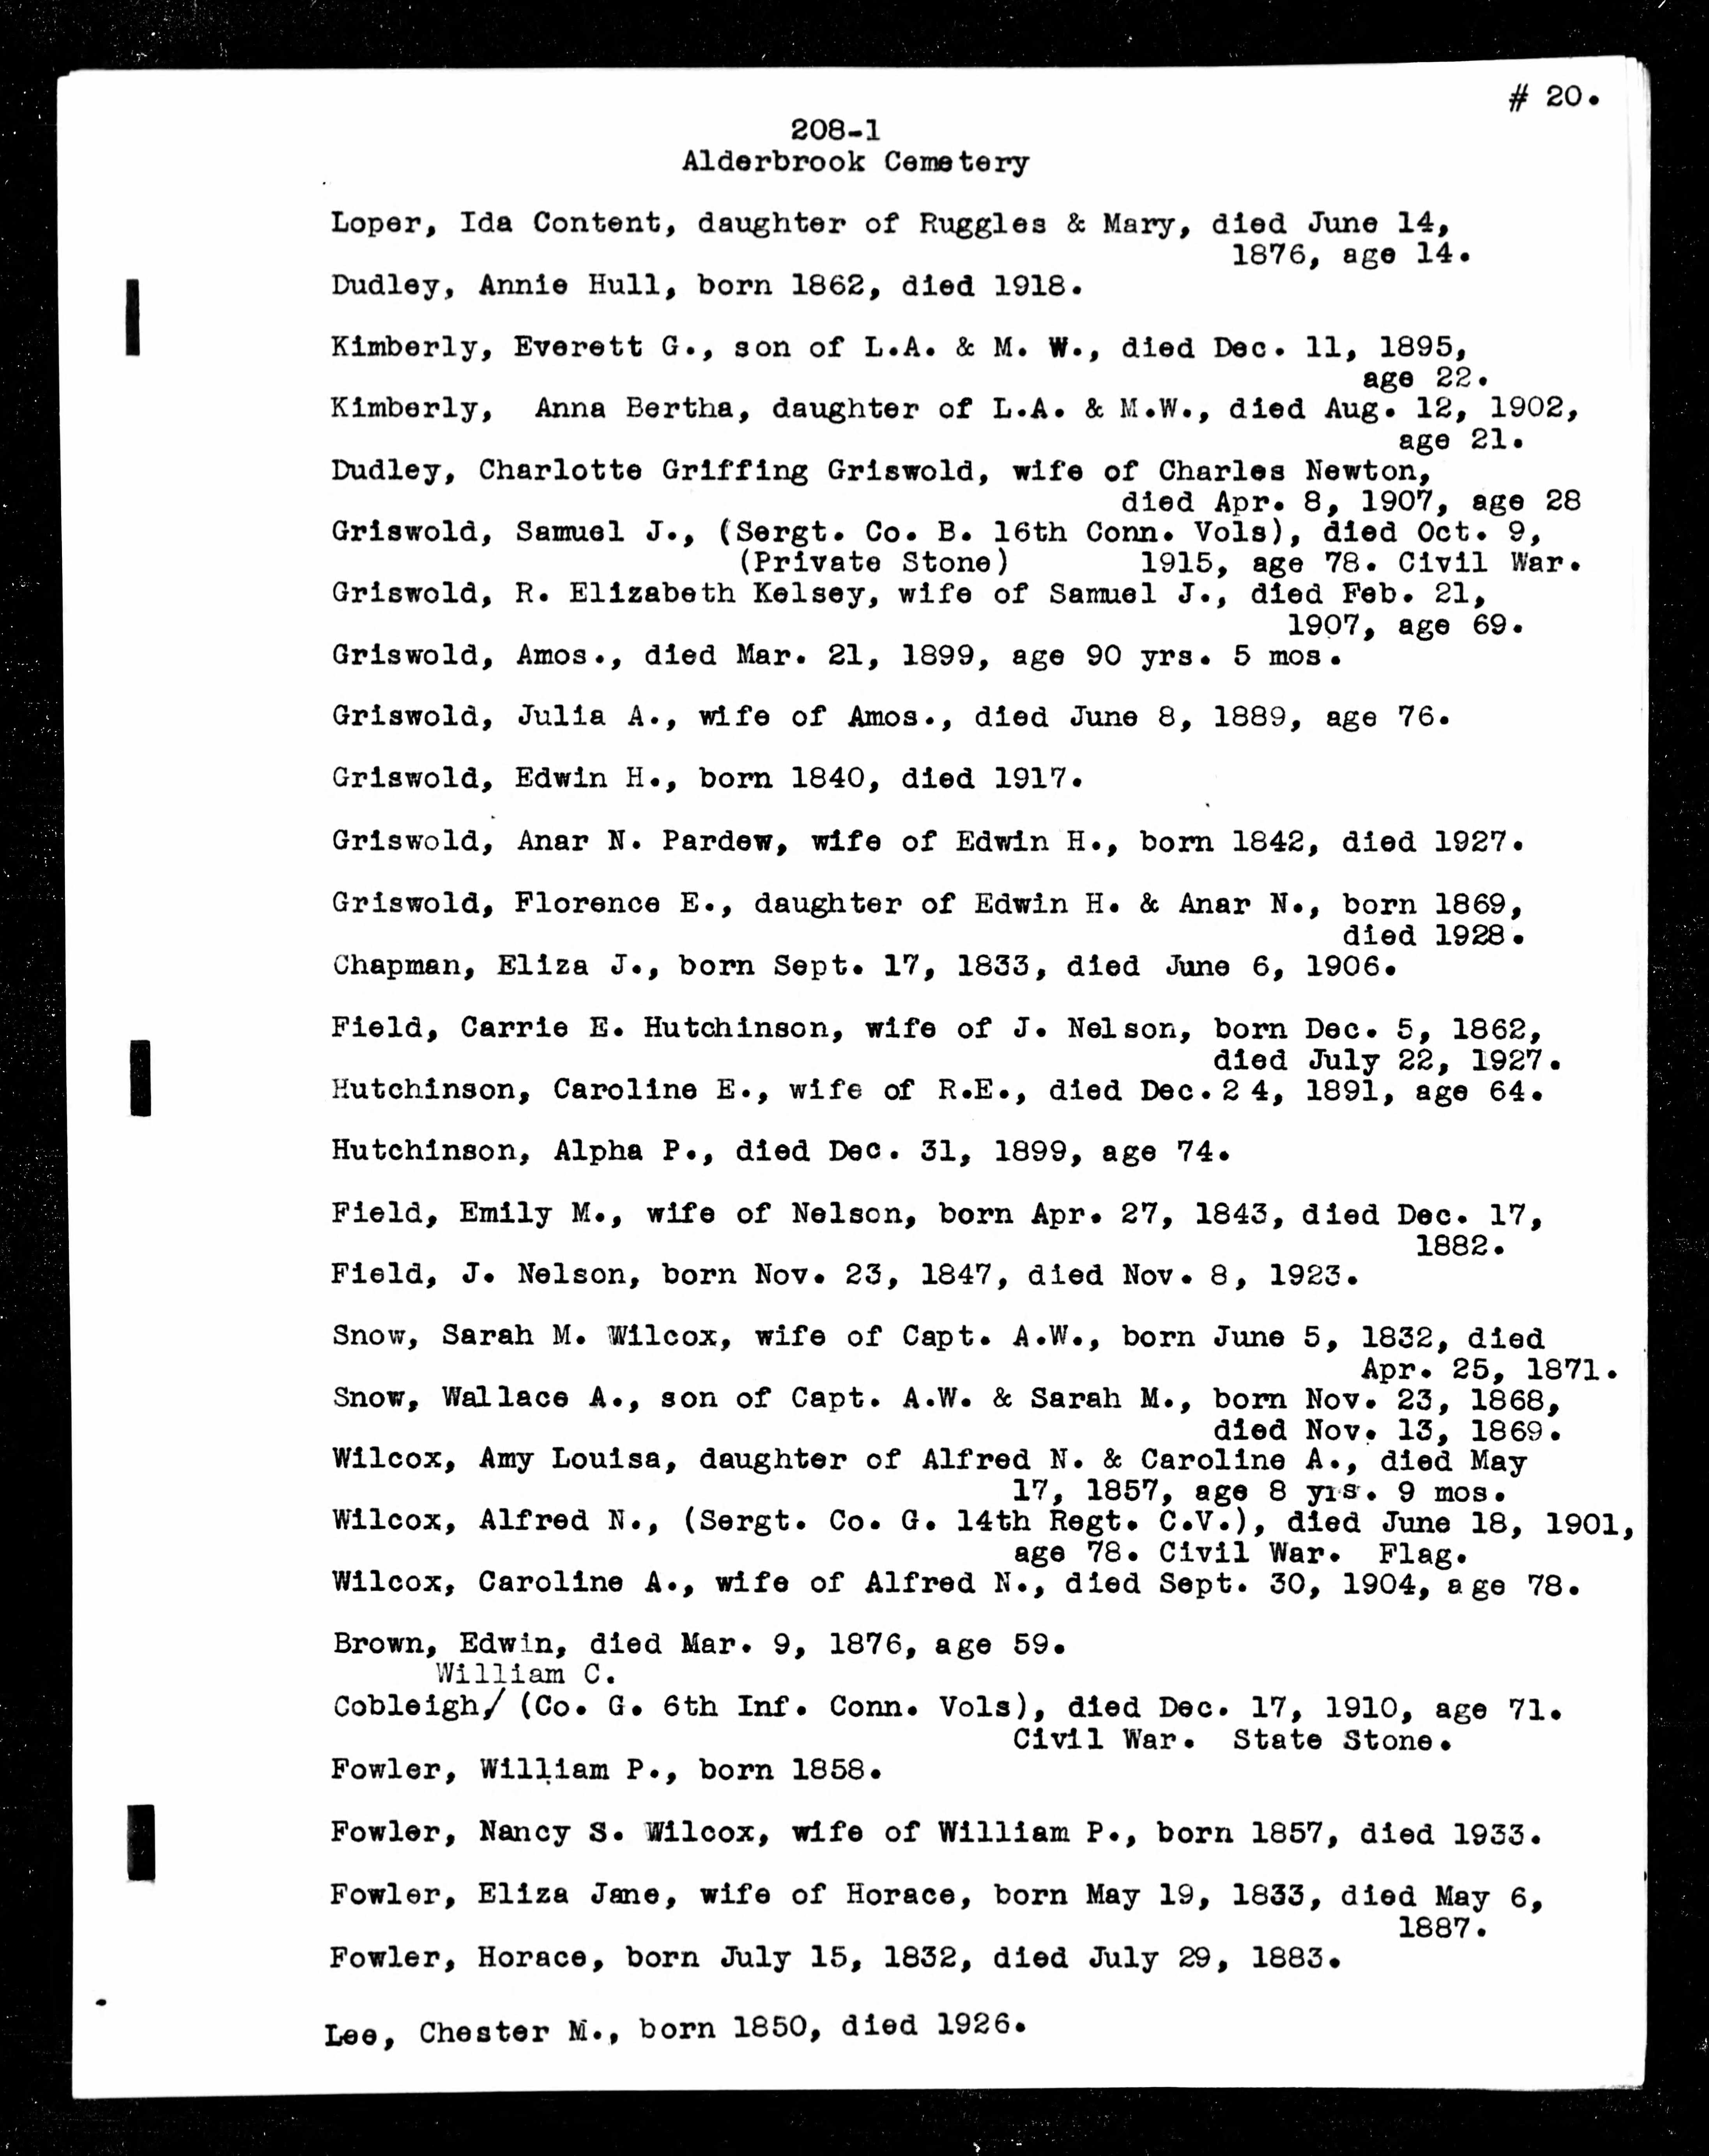 # 20.
208-1
Alderbrook Cemetery
Loper, Ida Content, daughter of Ruggles & Mary, died June 14,
1876, age 14.
Dudley, Annie Hull, born 1862, died 1918.
Kimberly, Everett G., son of L.A. & M. W., died Dec. 11, 1895,
age 22.
Kimberly, Anna Bertha, daughter of L.A. & M.W., died Aug. 12, 1902,
age 21.
Dudley, Charlotte Griffing Griswold, wife of Charles Newton,
died Apr. 8, 1907, age 28
Griswold, Samuel J., (Sergt. Co. B. 16th Conn. Vols), died Oct. 9,
(Private Stone) 1915, age 78. Civil War.
Griswold, R. Elizabeth Kelsey, wife of Samuel J., died Feb. 21,
1907, age 69.
Griswold, Amos., died Mar. 21, 1899, age 90 yrs. 5 mos.
Griswold, Julia A., wife of Amos., died June 8, 1889, age 76.
Griswold, Edwin H., born 1840, died 1917.
Griswold, Anar N. Pardew, wife of Edwin H., born 1842, died 1927.
Griswold, Florence E., daughter of Edwin H. & Anar N., born 1869,
died 1928.
Chapman, Eliza J., born Sept. 17, 1833, died June 6, 1906.
Field, Carrie E. Hutchinson, wife of J. Nelson, born Dec. 5, 1862,
died July 22, 1927.
Hutchinson, Caroline E., wife of R.E., died Dec.2 4, 1891, age 64.
Hutchinson, Alpha P., died Dec. 31, 1899, age 74.
Field, Emily M., wife of Nelson, born Apr. 27, 1843, died Dec. 17,
1882.
Field, J. Nelson, born Nov. 23, 1847, died Nov. 8, 1923.
Snow, Sarah M. Wilcox, wife of Capt. A.W., born June 5, 1832, died
Apr. 25, 1871.
Snow, Wallace A., son of Capt. A.W. & Sarah M., born Nov. 23, 1868,
died Nov. 13, 1869.
Wilcox, Amy Louisa, daughter of Alfred N. & Caroline A., died May
17, 1857, age 8 yrs. 9 mos.
Wilcox, Alfred N., (Sergt. Co. G. 14th Regt. C.V.), died June 18, 1901,
age 78. Civil War. Flag.
Wilcox, Caroline A., wife of Alfred N., died Sept. 30, 1904, age 78.
Brown, Edwin, died Mar. 9, 1876, age 59.
William C.
Cobleigh/ (Co. G. 6th Inf. Conn. Vols), died Dec. 17, 1910, age 71.
Civil War. State Stone.
Fowler, William P., born 1858.
Fowler, Nancy S. Wilcox, wife of William P., born 1857, died 1933.
Fowler, Eliza Jane, wife of Horace, born May 19, 1833, died May 6,
1887.
Fowler, Horace, born July 15, 1832, died July 29, 1883.
Lee, Chester M., born 1850, died 1926.